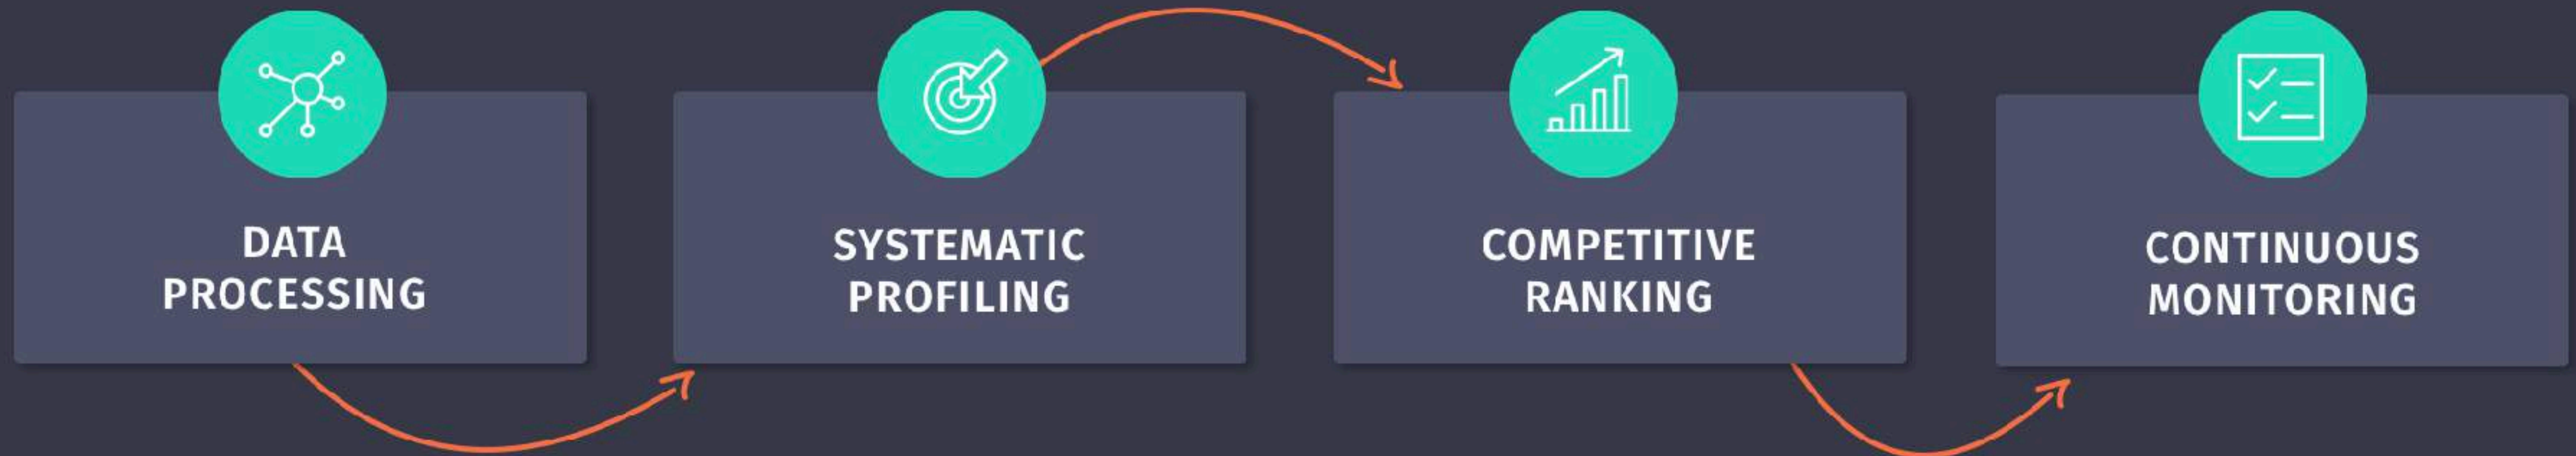 DATA
PROCESSING
SYSTEMATIC
PROFILING
COMPETITIVE
RANKING
CONTINUOUS
MONITORING